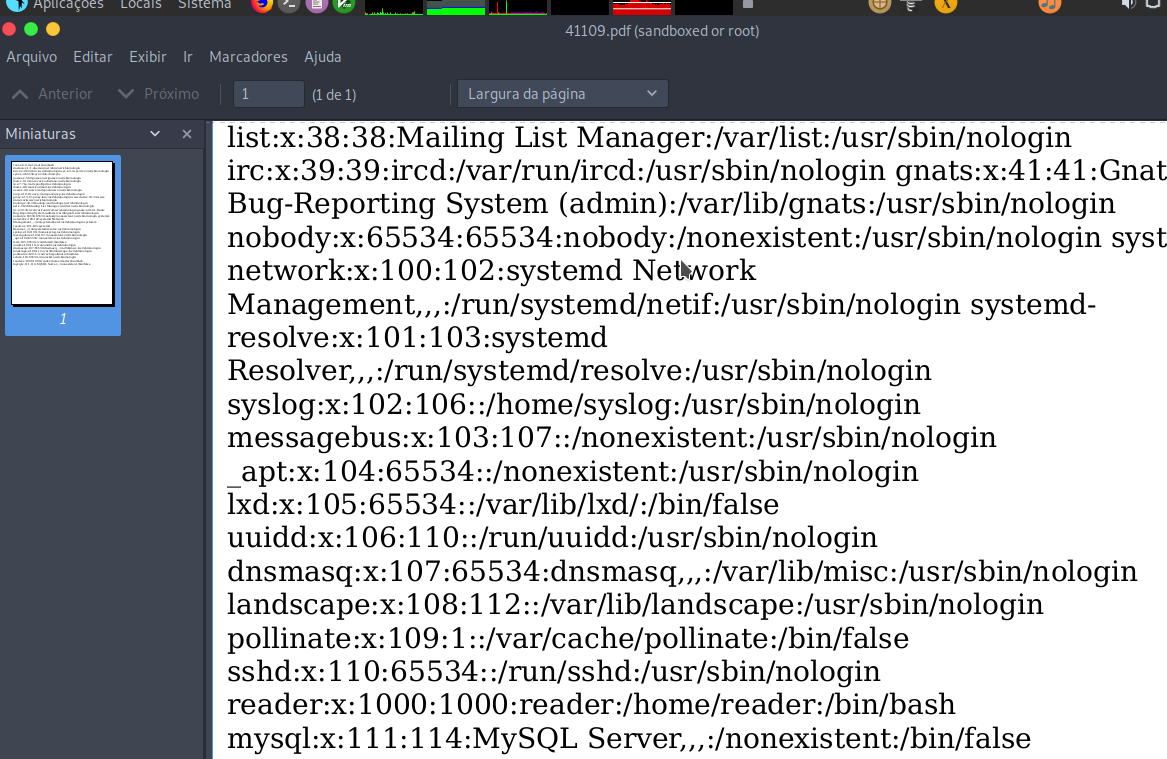 Aplicações Locais Sistema
41109.pdf (sandboxed or root)
Arquivo Editar Exibir Ir Marcadores Ajuda
Anterior Próximo 1 (1 de 1) Largura da página
Miniaturas
1
list:x:38:38:Mailing List Manager:/var/list:/usr/sbin/nologin
irc:x:39:39:ircd:/var/run/ircd:/usr/sbin/nologin gnats:x:41:41:Gnat
Bug-Reporting System (admin):/var/lib/gnats:/usr/sbin/nologin
nobody:x:65534:65534:nobody:/nonexistent:/usr/sbin/nologin syst
network:x:100:102:systemd Network
Management,,,:/run/systemd/netif:/usr/sbin/nologin systemd-
resolve:x:101:103:systemd
Resolver,,,:/run/systemd/resolve:/usr/sbin/nologin
syslog:x:102:106::/home/syslog:/usr/sbin/nologin
messagebus:x:103:107::/nonexistent:/usr/sbin/nologin
_apt:x:104:65534::/nonexistent:/usr/sbin/nologin
lxd:x:105:65534::/var/lib/lxd/:/bin/false
uuidd:x:106:110::/run/uuidd:/usr/sbin/nologin
dnsmasq:x:107:65534:dnsmasq,,,:/var/lib/misc:/usr/sbin/nologin
landscape:x:108:112::/var/lib/landscape:/usr/sbin/nologin
pollinate:x:109:1::/var/cache/pollinate:/bin/false
sshd:x:110:65534::/run/sshd:/usr/sbin/nologin
reader:x:1000:1000:reader:/home/reader:/bin/bash
mysql:x:111:114:MySQL Server,,,:/nonexistent:/bin/false